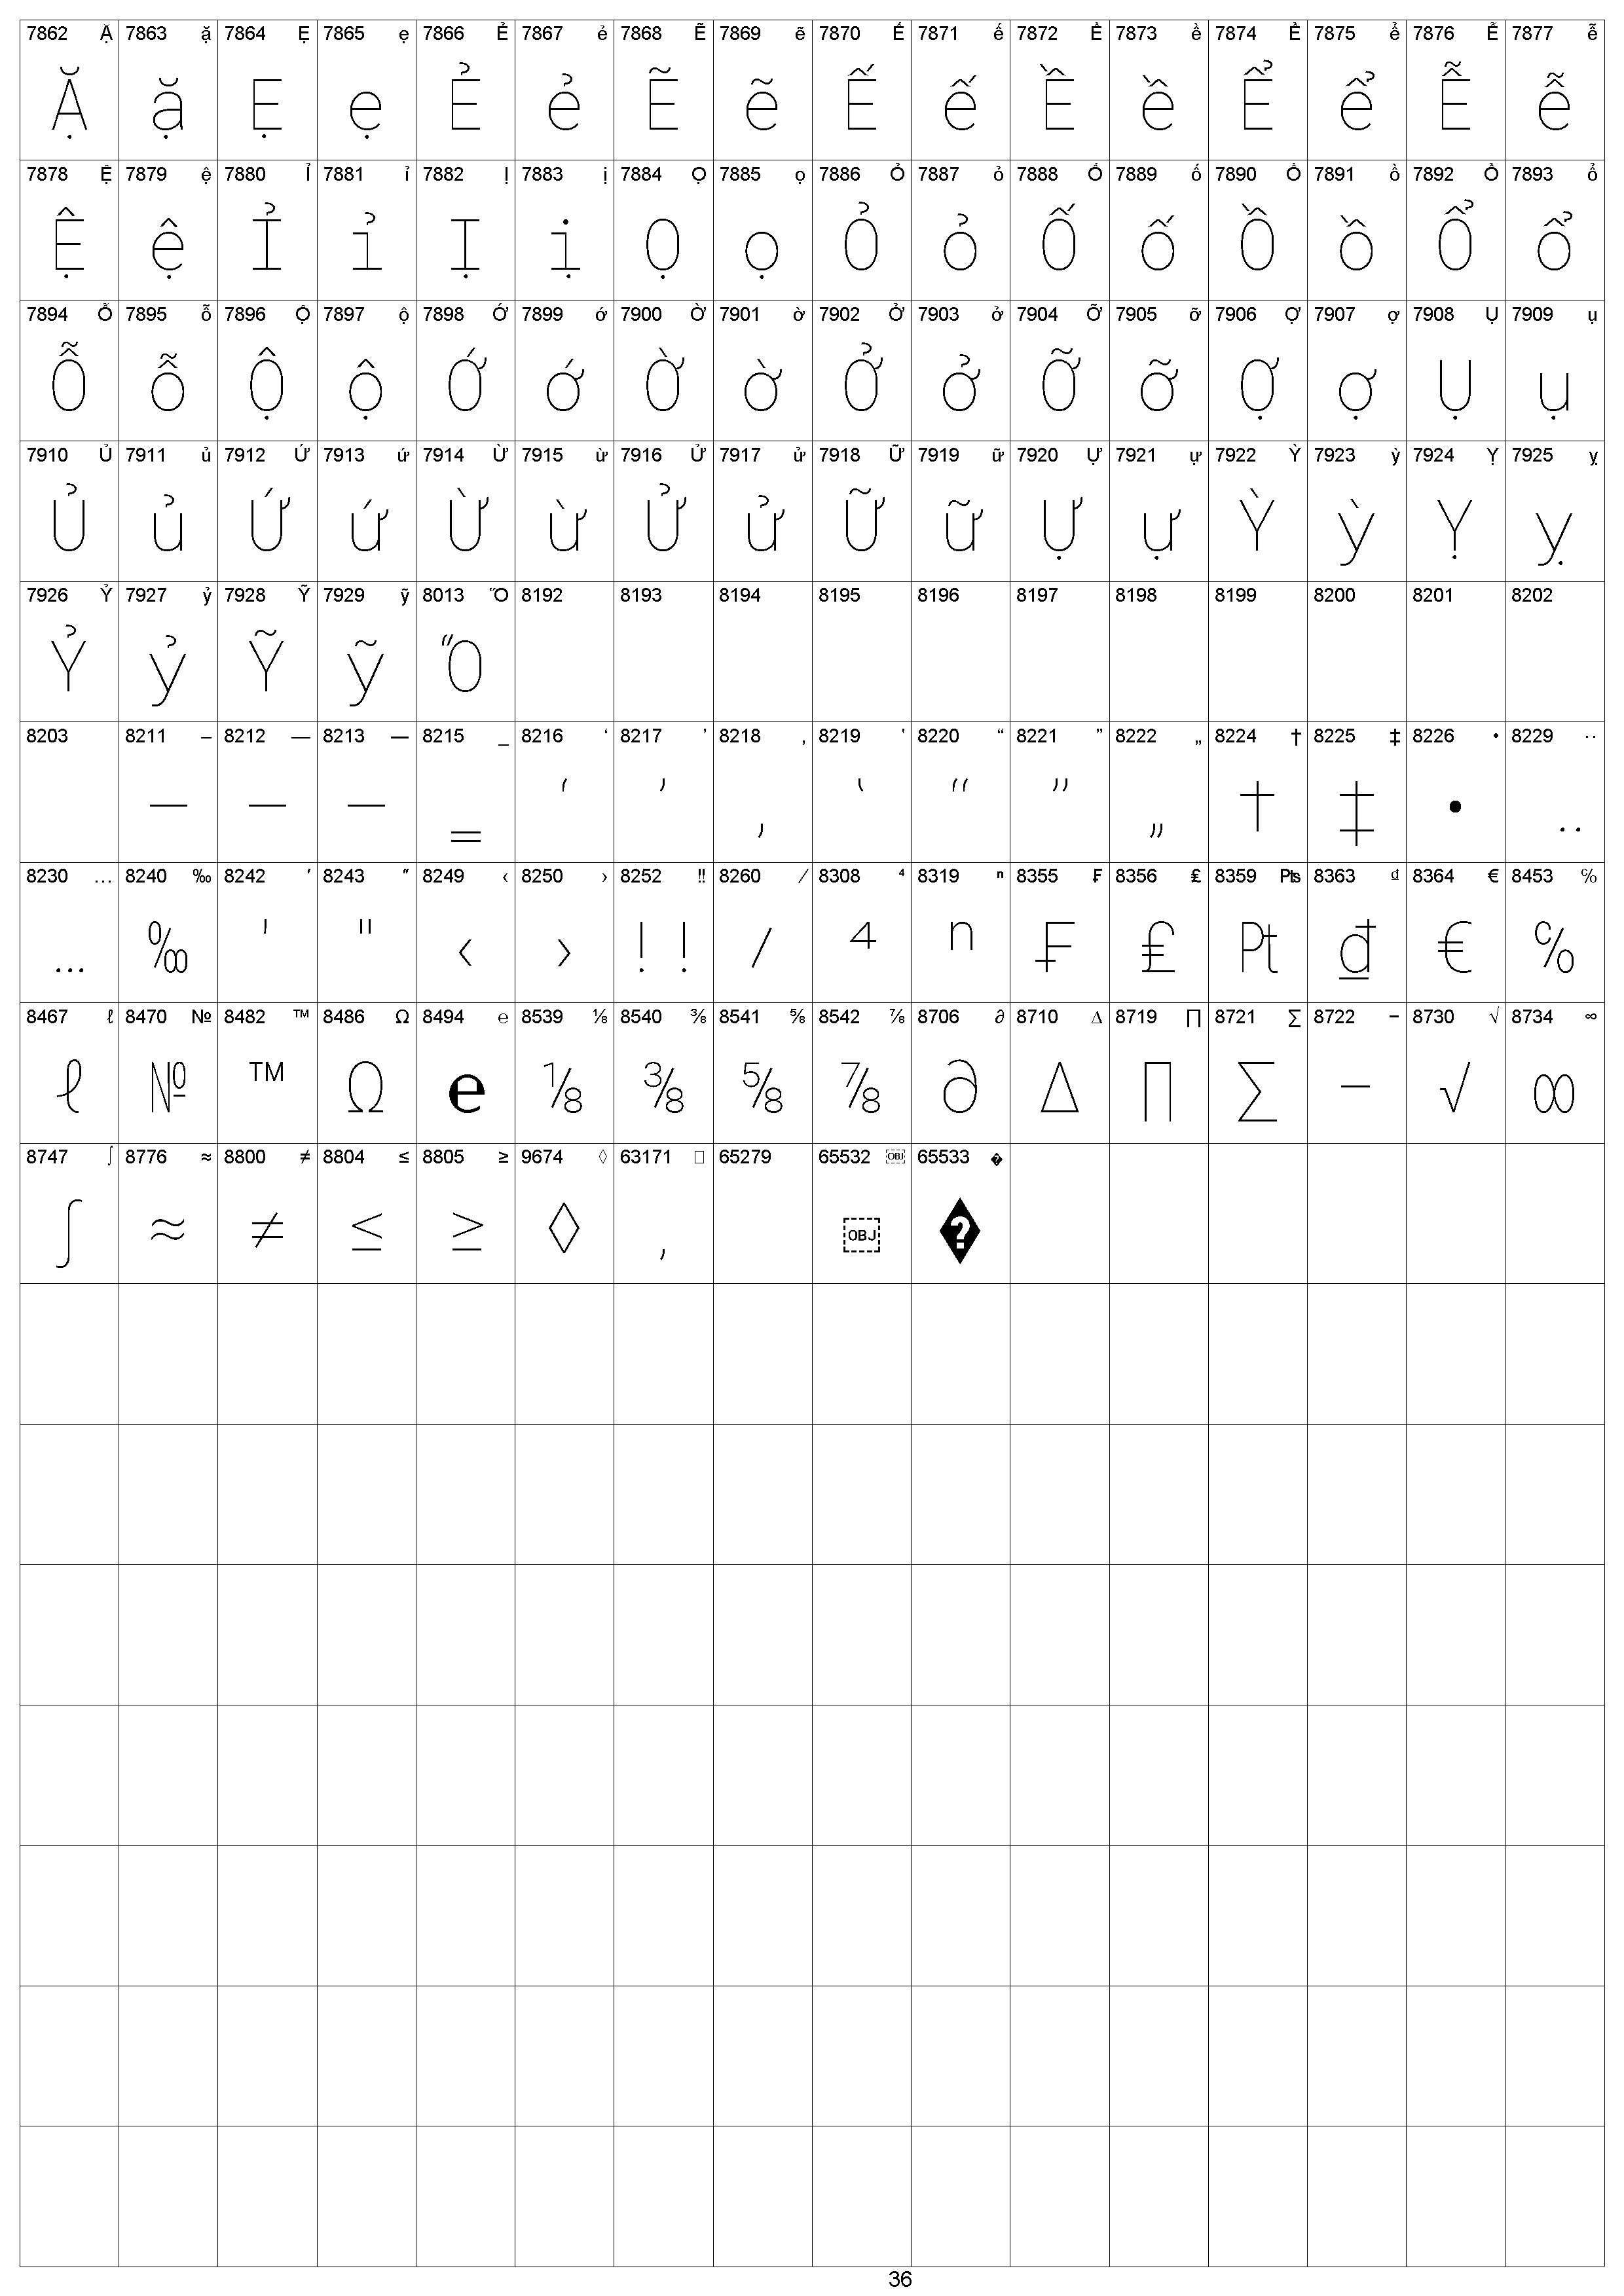 7862 Ặ 7863 ặ 7864 Ẹ 7865 ẹ 7866 Ẻ 7867 ẻ 7868 Ẽ 7869 ẽ 7870 Ế 7871 ế 7872 Ề 7873 ề 7874 Ể 7875 ể 7876 Ễ 7877 ễ
Ặ ặ Ẹ ẹ Ẻ ẻ Ẽ ẽ Ế ế Ề ề Ể ể Ễ ễ
7878 Ệ 7879 ệ 7880 Ỉ 7881 ỉ 7882 Ị 7883 ị 7884 Ọ 7885 ọ 7886 Ỏ 7887 ỏ 7888 Ố 7889 ố 7890 Ồ 7891 ồ 7892 Ổ 7893 ổ
Ệ ệ Ỉ ỉ Ị ị Ọ ọ Ỏ ỏ Ố ố Ồ ồ Ổ ổ
7894 Ỗ 7895 ỗ 7896 Ộ 7897 ộ 7898 Ớ 7899 ớ 7900 Ờ 7901 ờ 7902 Ở 7903 ở 7904 Ỡ 7905 ỡ 7906 Ợ 7907 ợ 7908 Ụ 7909 ụ
Ỗ ỗ Ộ ộ Ớ ớ Ờ ờ Ở ở Ỡ ỡ Ợ ợ Ụ ụ
7910 Ủ 7911 ủ 7912 Ứ 7913 ứ 7914 Ừ 7915 ừ 7916 Ử 7917 ử 7918 Ữ 7919 ữ 7920 Ự 7921 ự 7922 Ỳ 7923 ỳ 7924 Ỵ 7925 ỵ
Ủ ủ Ứ ứ Ừ ừ Ử ử Ữ ữ Ự ự Ỳ ỳ Ỵ ỵ
7926 Ỷ 7927 ỷ 7928 Ỹ 7929 ỹ 8013 Ὅ 8192 8193 8194 8195 8196 8197 8198 8199 8200 8201 8202
Ỷ ỷ Ỹ ỹ Ὅ
8203 8211 – 8212 — 8213 ― 8215 ‗ 8216 ‘ 8217 ’ 8218 ‚ 8219 ‛ 8220 “ 8221 ” 8222 „ 8224 † 8225 ‡ 8226 • 8229 ‥
– — ― ‗ ‘ ’ ‚ ‛ “ ” „ † ‡ • ‥
8230 … 8240 ‰ 8242 ′ 8243 ″ 8249 ‹ 8250 › 8252 ‼ 8260 ⁄ 8308 ⁴ 8319 ⁿ 8355 ₣ 8356 ₤ 8359 ₧ 8363 ₫ 8364 € 8453 ℅
… ‰ ′ ″ ‹ › ‼ ⁄ ⁴ ⁿ ₣ ₤ ₧ ₫ € ℅
8467 ℓ 8470 № 8482 ™ 8486 Ω 8494 ℮ 8539 ⅛ 8540 ⅜ 8541 ⅝ 8542 ⅞ 8706 ∂ 8710 ∆ 8719 ∏ 8721 ∑ 8722 − 8730 √ 8734 ∞
ℓ № ™ Ω ℮ ⅛ ⅜ ⅝ ⅞ ∂ ∆ ∏ ∑ − √ ∞
8747 ∫ 8776 ≈ 8800 ≠ 8804 ≤ 8805 ≥ 9674 ◊ 63171 □ 65279 65532 ￼ 65533 �
∫ ≈ ≠ ≤ ≥ ◊ , OBJ �
36